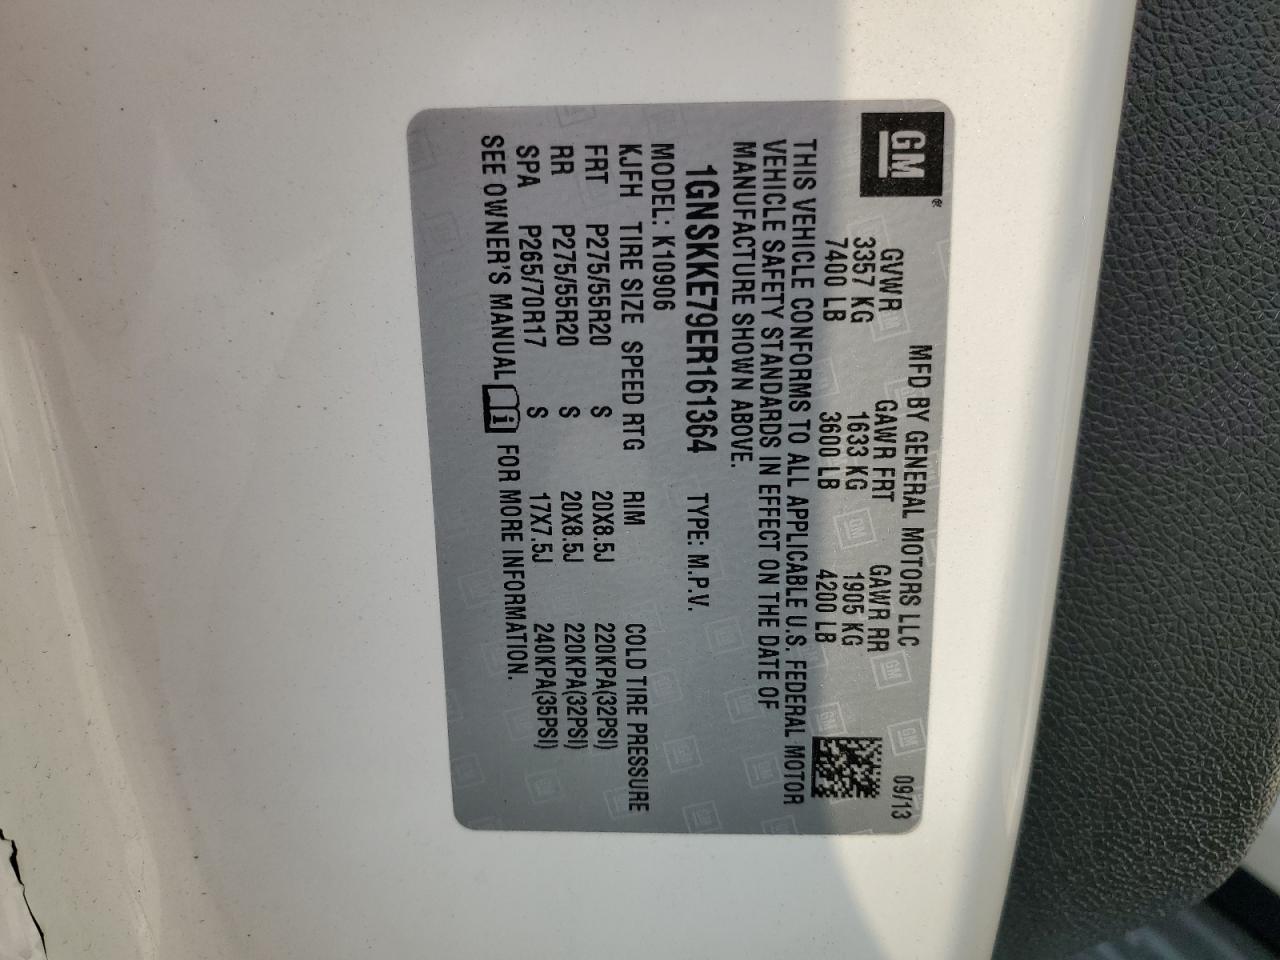 GM®
MFD BY GENERAL MOTORS LLC 09/13
GVWR GAWR FRT GAWR RR
3357 KG 1633 KG 1905 KG
7400 LB 3600 LB 4200 LB
THIS VEHICLE CONFORMS TO ALL APPLICABLE U.S. FEDERAL MOTOR
VEHICLE SAFETY STANDARDS IN EFFECT ON THE DATE OF
MANUFACTURE SHOWN ABOVE.
1GNSKKE79ER161364 TYPE: M.P.V.
MODEL: K10906
KJFH TIRE SIZE SPEED RTG RIM COLD TIRE PRESSURE
FRT P275/55R20 S 20X8.5J 220KPA(32PSI)
RR P275/55R20 S 20X8.5J 220KPA(32PSI)
SPA P265/70R17 S 17X7.5J 240KPA(35PSI)
SEE OWNER'S MANUAL i FOR MORE INFORMATION.